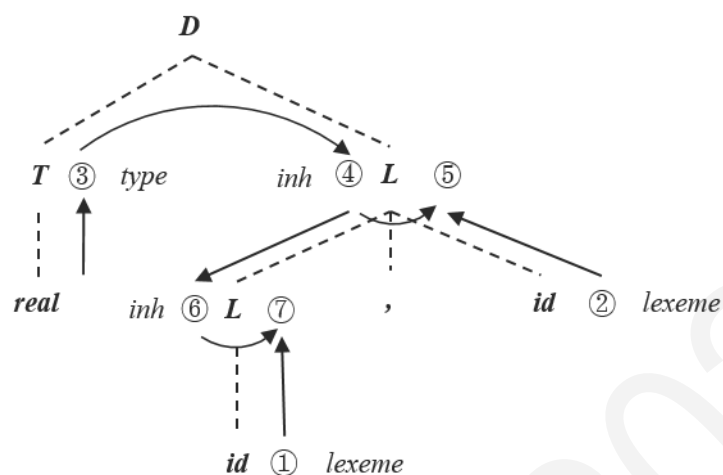 D
T ③ type inh ④ L ⑤
real inh ⑥ L ⑦ , id ② lexeme
id ① lexeme